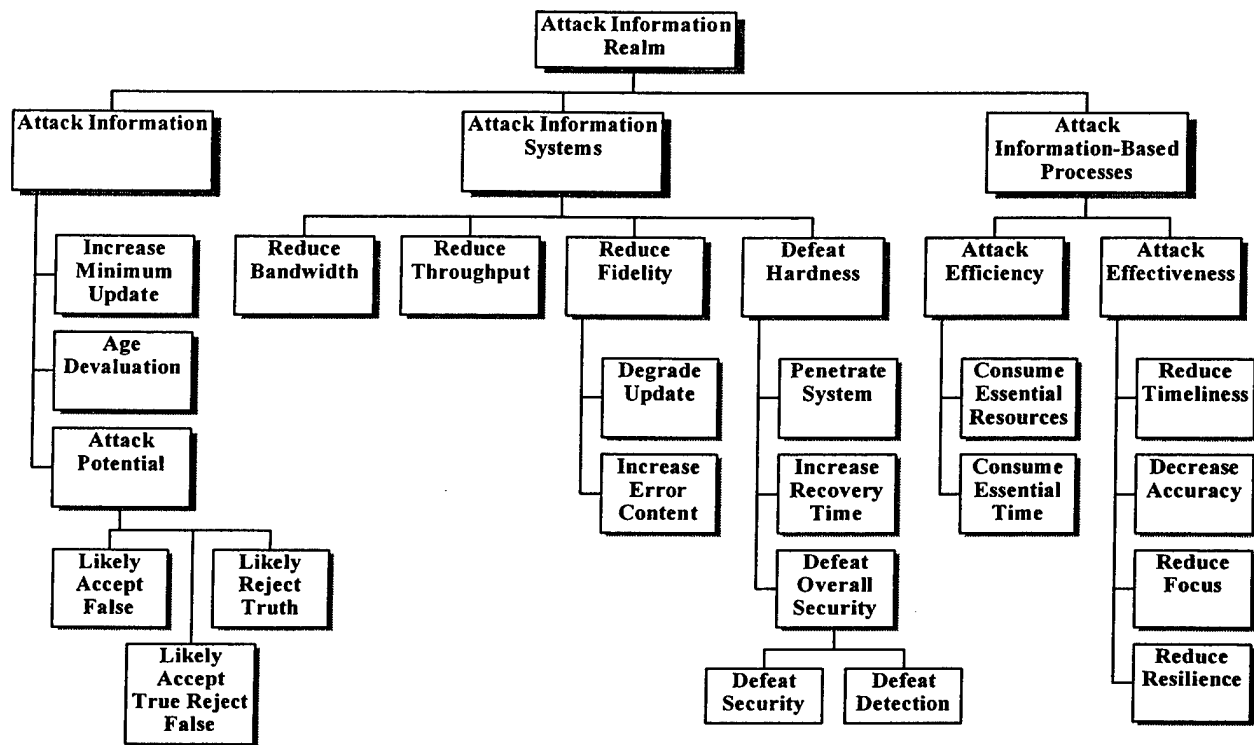 Attack Information
Realm
Attack Information
Attack Information
Systems
Attack
Information-Based
Processes
Increase
Minimum
Update
Age
Devaluation
Attack
Potential
Likely
Accept
False
Likely
Reject
Truth
Likely
Accept
True Reject
False
Reduce
Bandwidth
Reduce
Throughput
Reduce
Fidelity
Degrade
Update
Increase
Error
Content
Defeat
Hardness
Penetrate
System
Increase
Recovery
Time
Defeat
Overall
Security
Defeat
Security
Defeat
Detection
Attack
Efficiency
Consume
Essential
Resources
Consume
Essential
Time
Attack
Effectiveness
Reduce
Timeliness
Decrease
Accuracy
Reduce
Focus
Reduce
Resilience